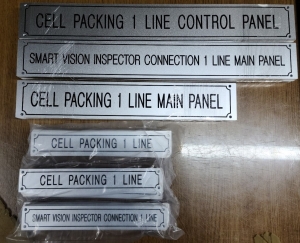 CELL PACKING 1 LINE CONTROL PANEL
SMART VISION INSPECTOR CONNECTION 1 LINE MAIN PANEL
CELL PACKING 1 LINE MAIN PANEL
CELL PACKING 1 LINE
CELL PACKING 1 LINE
SMART VISION INSPECTOR CONNECTION 1 LINE